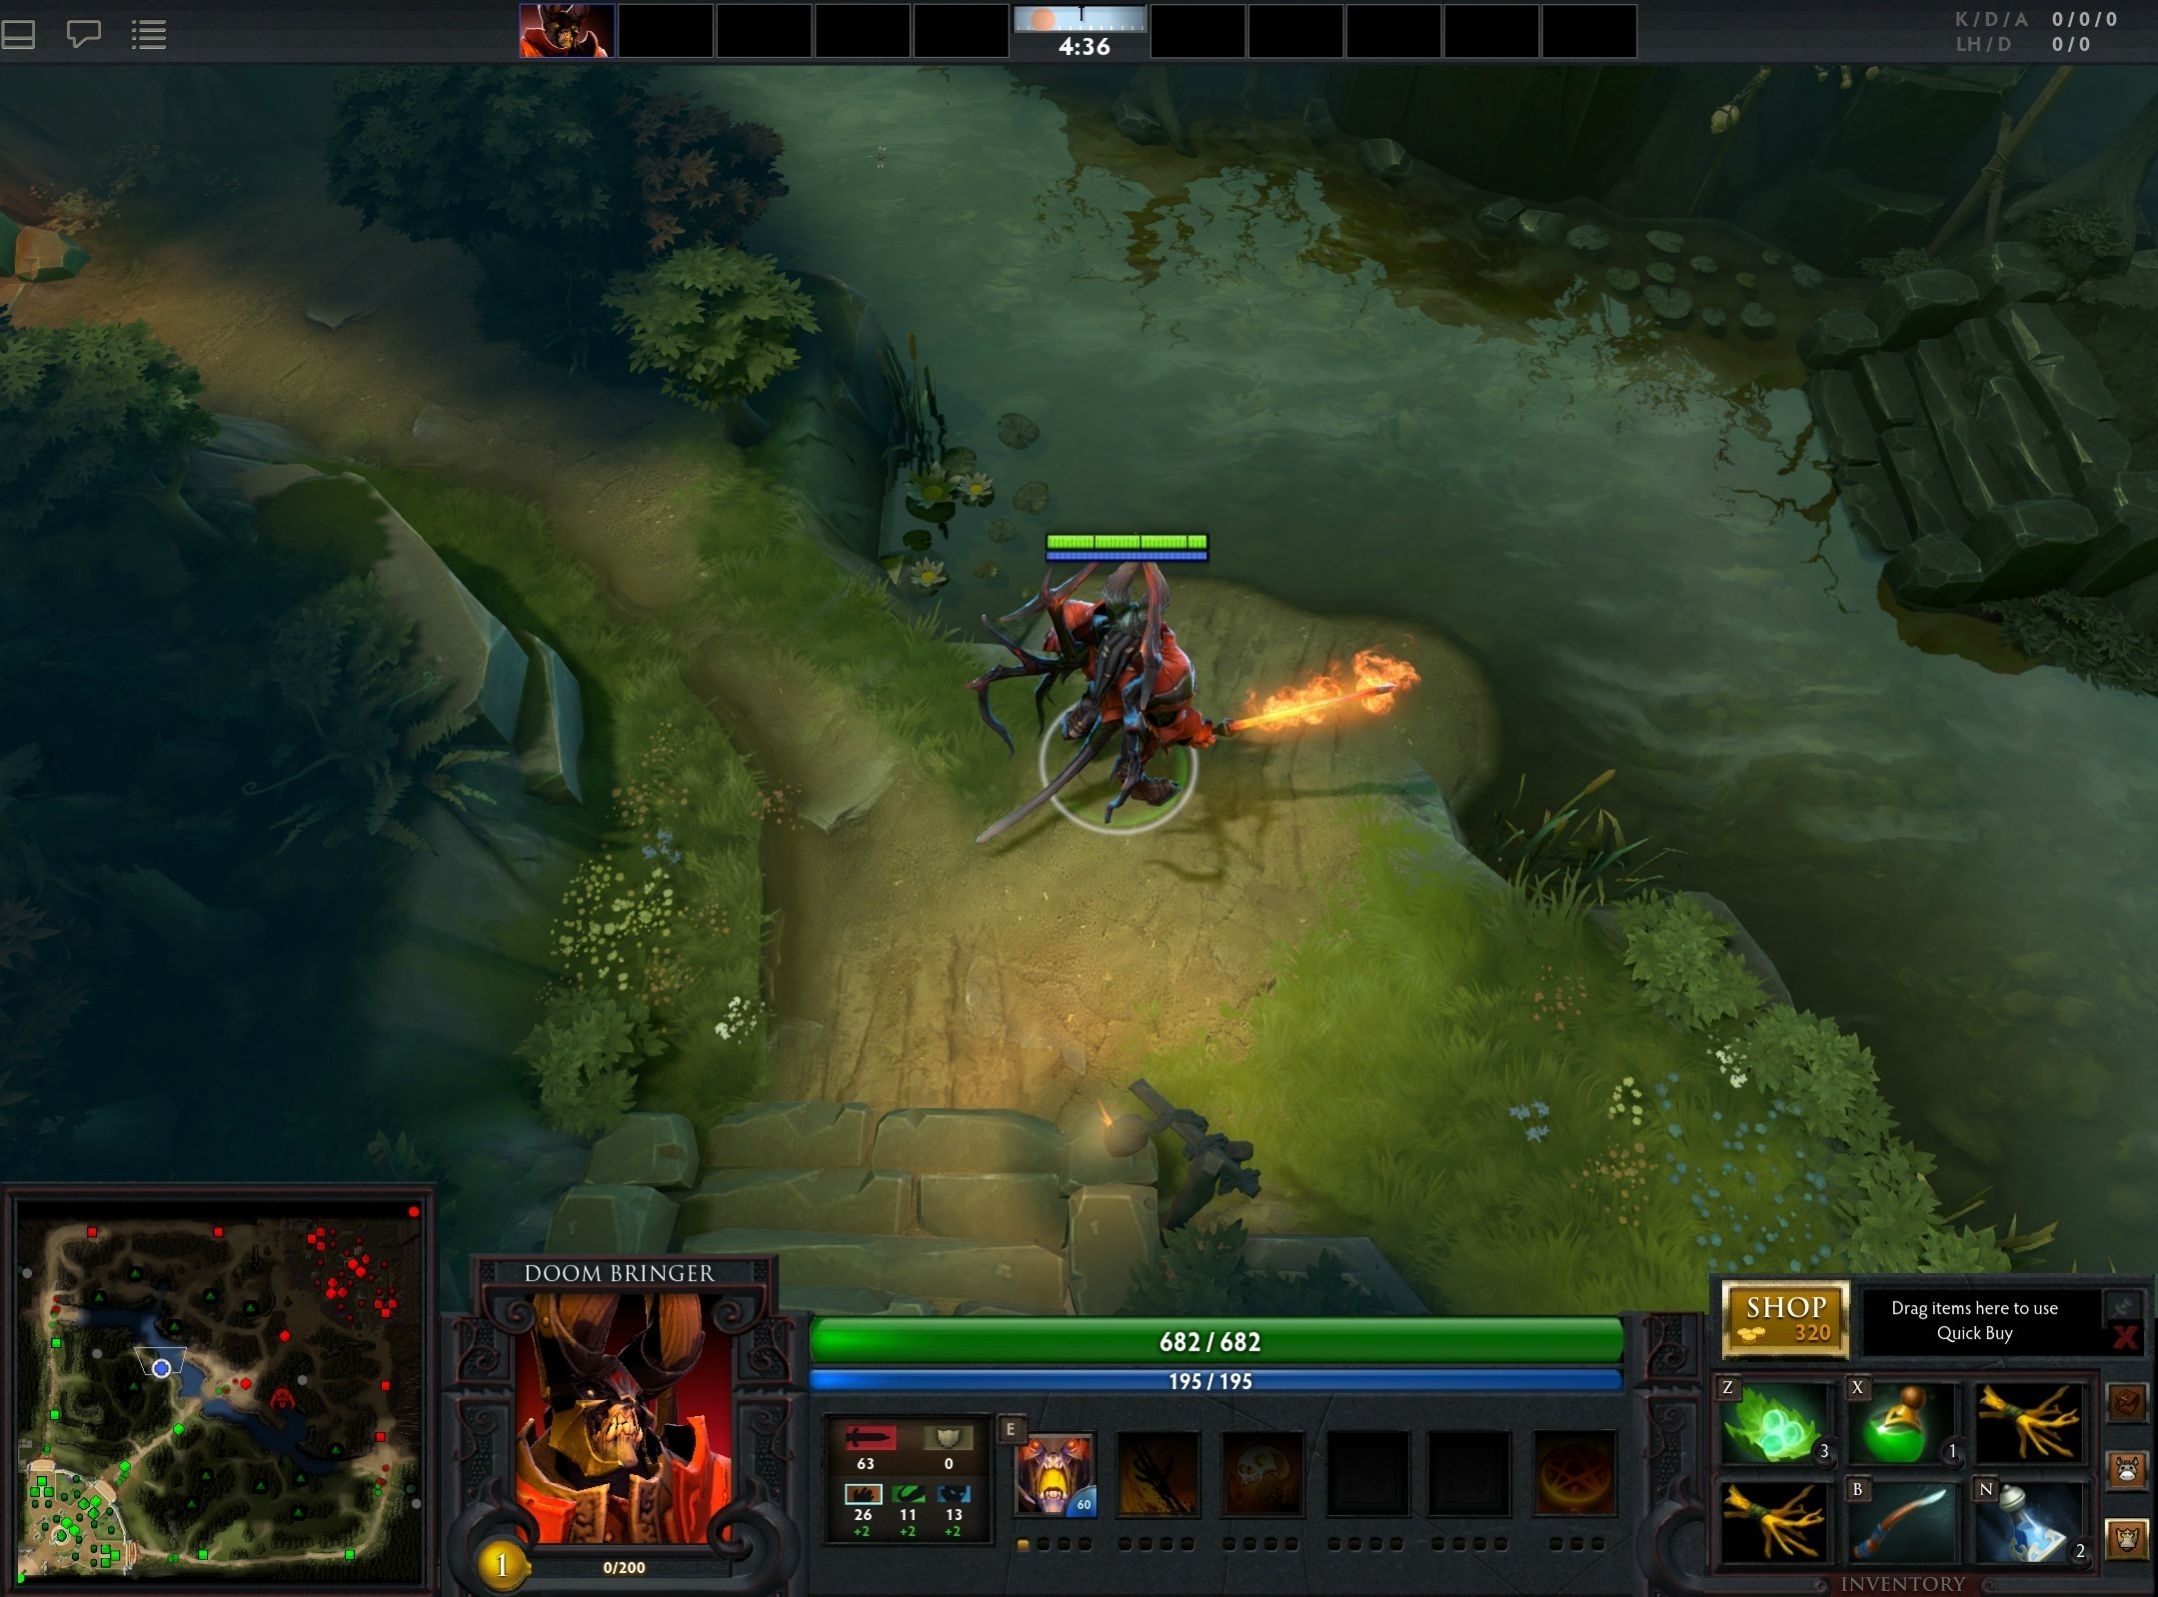 4:36
K / D / A 0 / 0 / 0
LH / D 0 / 0
DOOM BRINGER
1
0/200
682 / 682
195 / 195
63 0
26 11 13
+2 +2 +2
E
60
SHOP
320
Drag items here to use
Quick Buy
Z
3
X
1
B
N
2
INVENTORY